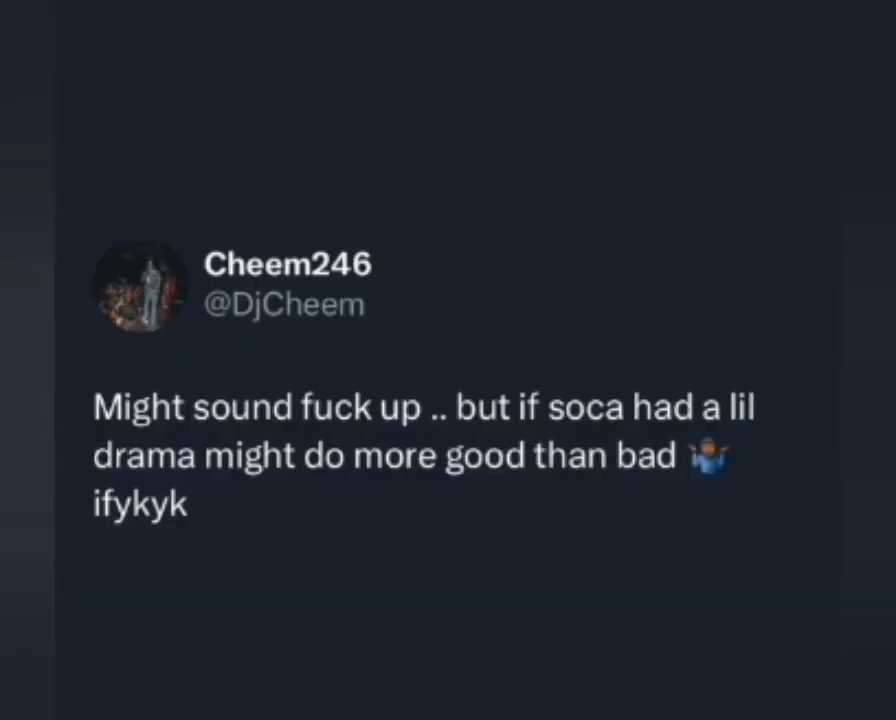 Cheem246
@DjCheem
Might sound fuck up .. but if soca had a lil
drama might do more good than bad 🤷🏾‍♂️
ifykyk